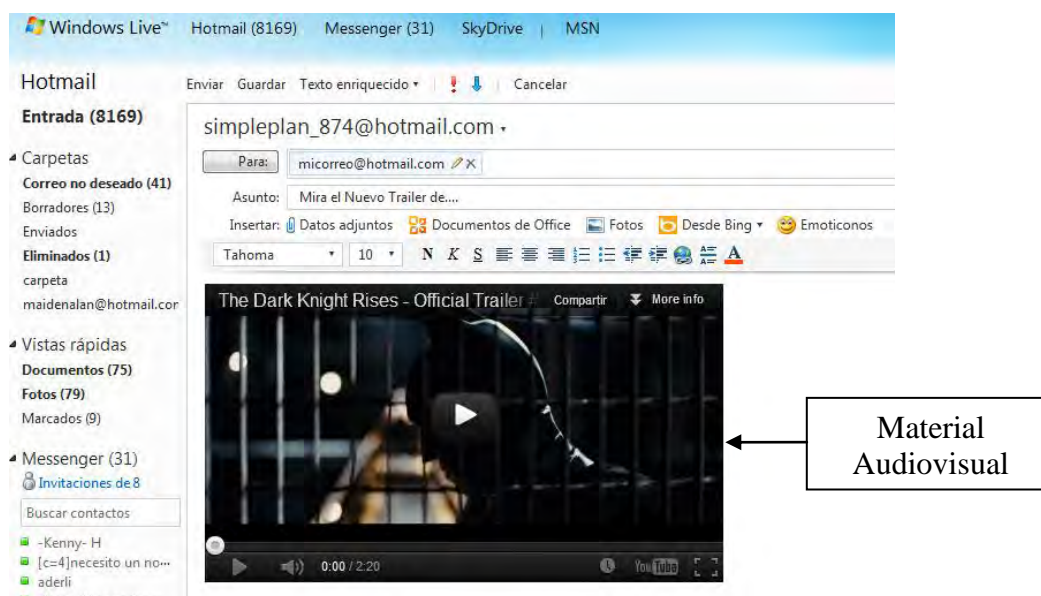 Windows Live™ Hotmail (8169) Messenger (31) SkyDrive | MSN
Hotmail
Enviar Guardar Texto enriquecido Cancelar
Entrada (8169)
simpleplan_874@hotmail.com
Carpetas
Para: micorreo@hotmail.com
Correo no deseado (41)
Asunto: Mira el Nuevo Trailer de....
Borradores (13)
Insertar: Datos adjuntos Documentos de Office Fotos Desde Bing Emoticonos
Enviados
Tahoma 10 N K S A
Eliminados (1)
carpeta
maidenalan@hotmail.cor
The Dark Knight Rises - Official Trailer # Compartir More info
Vistas rápidas
Documentos (75)
Fotos (79)
Marcados (9)
Material
Audiovisual
Messenger (31)
Invitaciones de 8
Buscar contactos
-Kenny- H
[c=4]necesito un no···
aderli
0:00 / 2:20 YouTube